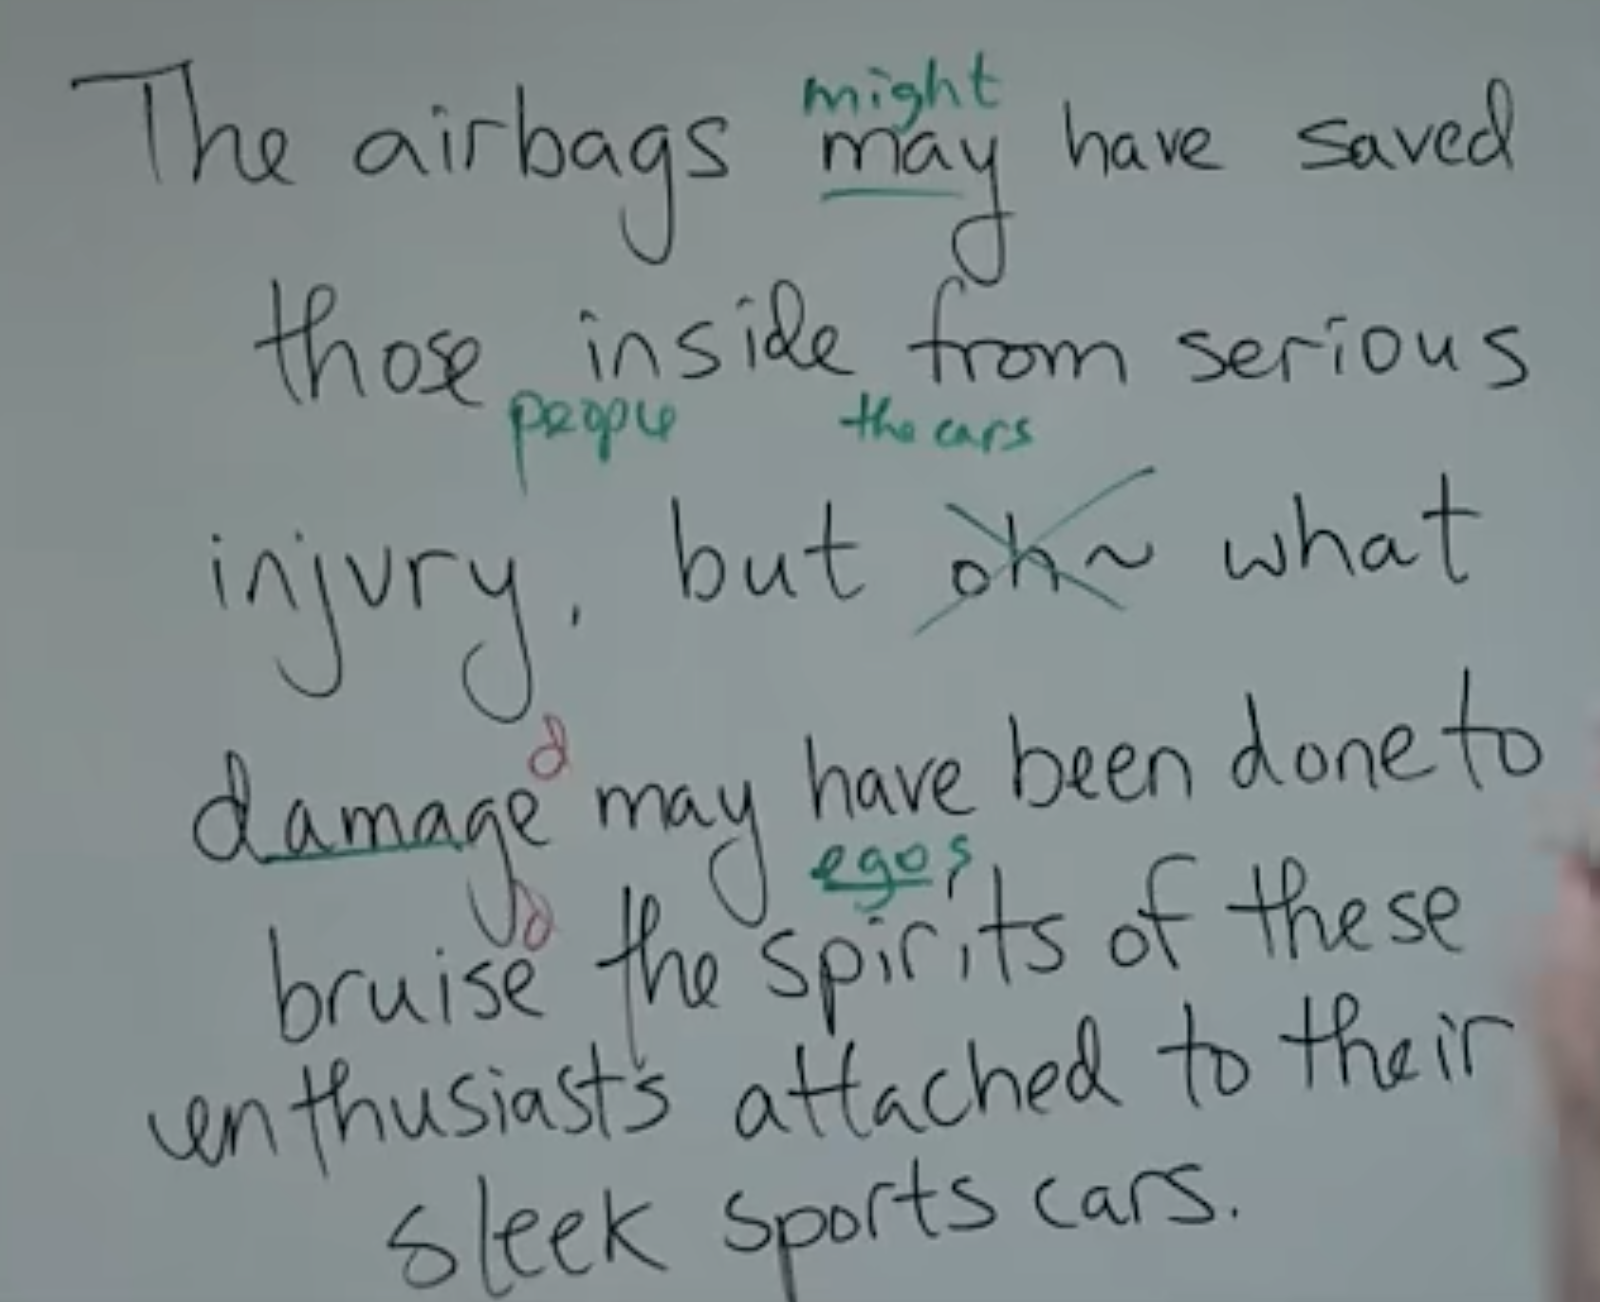 might
The airbags may have saved
those inside from serious
people the cars
injury, but oh~ what
d
damage may have been done to
egos
d
bruise the spirits of these
enthusiasts attached to their
sleek sports cars.